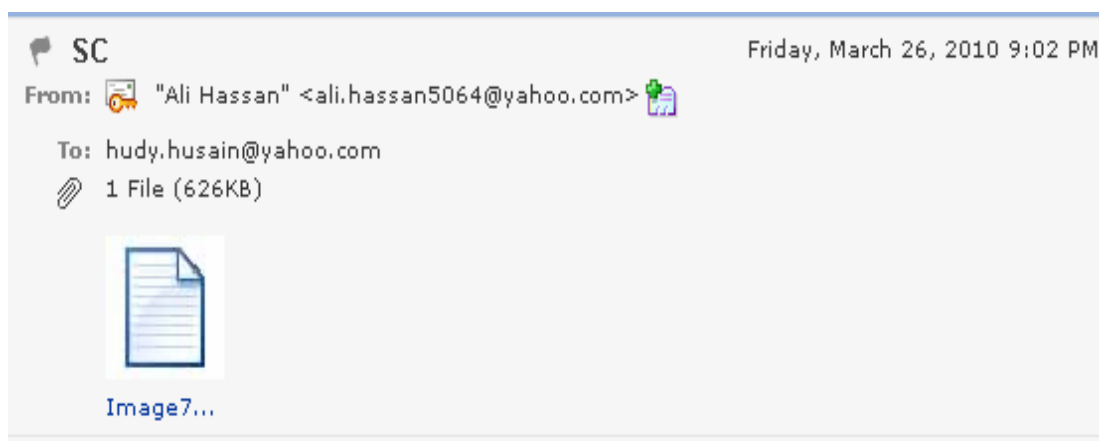 SC
Friday, March 26, 2010 9:02 PM
From: "Ali Hassan" <ali.hassan5064@yahoo.com>
To: hudy.husain@yahoo.com
1 File (626KB)
Image7...